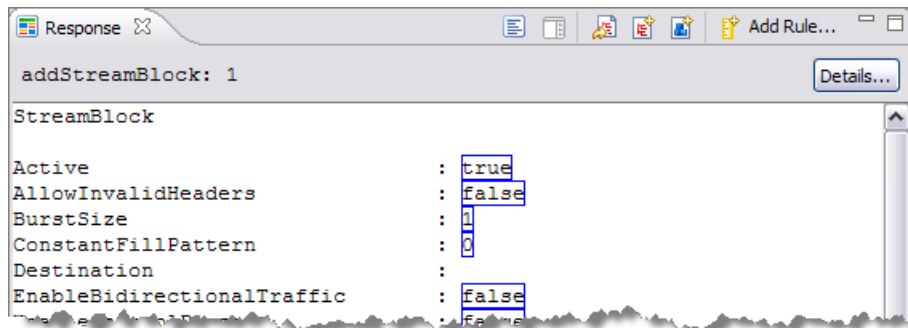 Response
Add Rule...
addStreamBlock: 1
Details...
StreamBlock
Active : true
AllowInvalidHeaders : false
BurstSize : 1
ConstantFillPattern : 0
Destination :
EnableBidirectionalTraffic : false